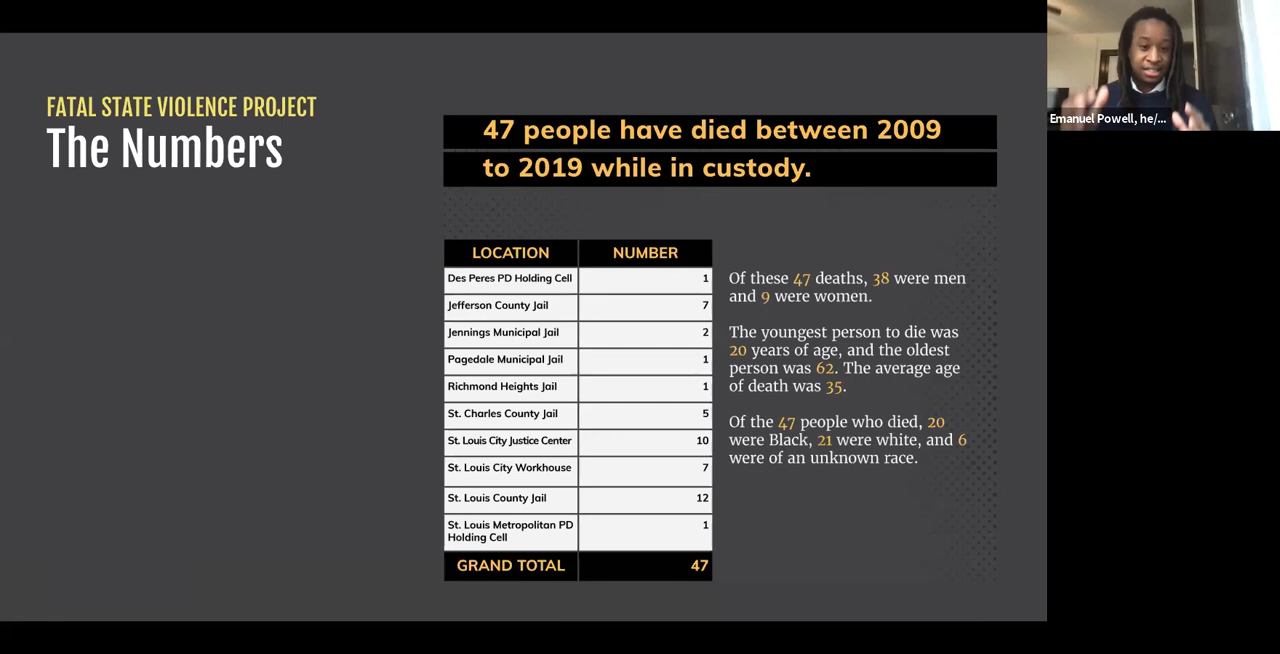 FATAL STATE VIOLENCE PROJECT
The Numbers
47 people have died between 2009
to 2019 while in custody.
LOCATION NUMBER
Des Peres PD Holding Cell 1
Jefferson County Jail 7
Jennings Municipal Jail 2
Pagedale Municipal Jail 1
Richmond Heights Jail 1
St. Charles County Jail 5
St. Louis City Justice Center 10
St. Louis City Workhouse 7
St. Louis County Jail 12
St. Louis Metropolitan PD 1
Holding Cell
GRAND TOTAL 47
Of these 47 deaths, 38 were men
and 9 were women.
The youngest person to die was
20 years of age, and the oldest
person was 62. The average age
of death was 35.
Of the 47 people who died, 20
were Black, 21 were white, and 6
were of an unknown race.
Emanuel Powell, he/...